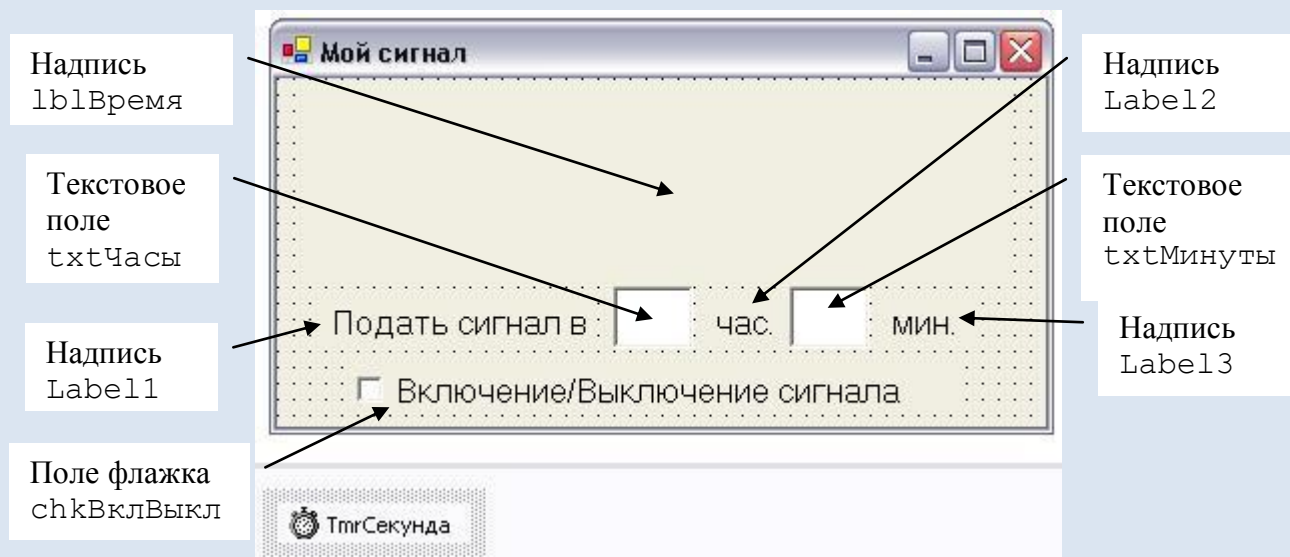 Надпись
lblВремя
Текстовое
поле
txtЧасы
Надпись
Label1
Поле флажка
chkВклВыкл
Мой сигнал
Подать сигнал в
час.
мин.
Включение/Выключение сигнала
TmrСекунда
Надпись
Label2
Текстовое
поле
txtМинуты
Надпись
Label3